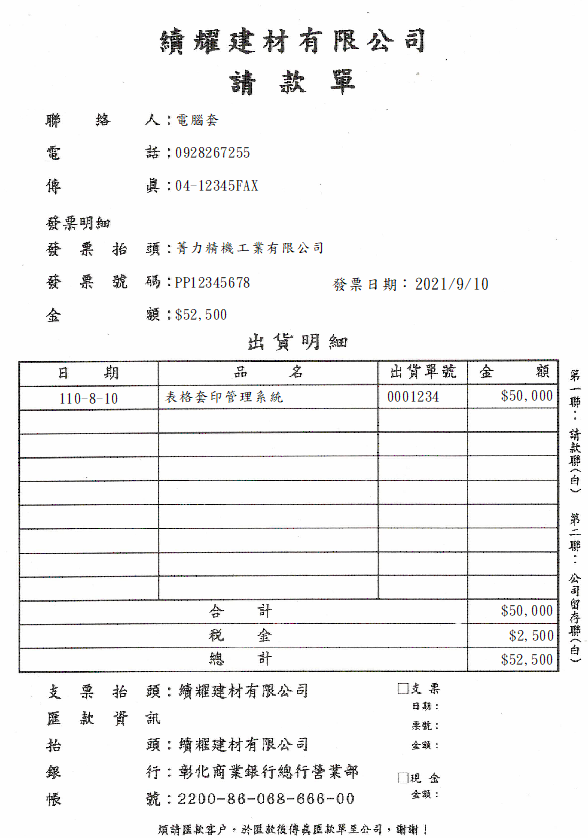 續耀建材有限公司
請款單
聯絡人：電腦套
電話：0928267255
傳真：04-12345FAX
發票明細
發票抬頭：菁力精機工業有限公司
發票號碼：PP12345678 發票日期：2021/9/10
金額：$52,500
出貨明細
日期 品名 出貨單號 金額
110-8-10 表格套印管理系統 0001234 $50,000
合計 $50,000
稅金 $2,500
總計 $52,500
第一聯：請款聯(白) 第二聯：公司留存聯(白)
支票抬頭：續耀建材有限公司
匯款資訊
抬頭：續耀建材有限公司
銀行：彰化商業銀行總行營業部
帳號：2200-86-068-666-00
□支票
日期：
票號：
金額：
□現金
金額：
煩請匯款客戶，於匯款後傳真匯款單至公司，謝謝！